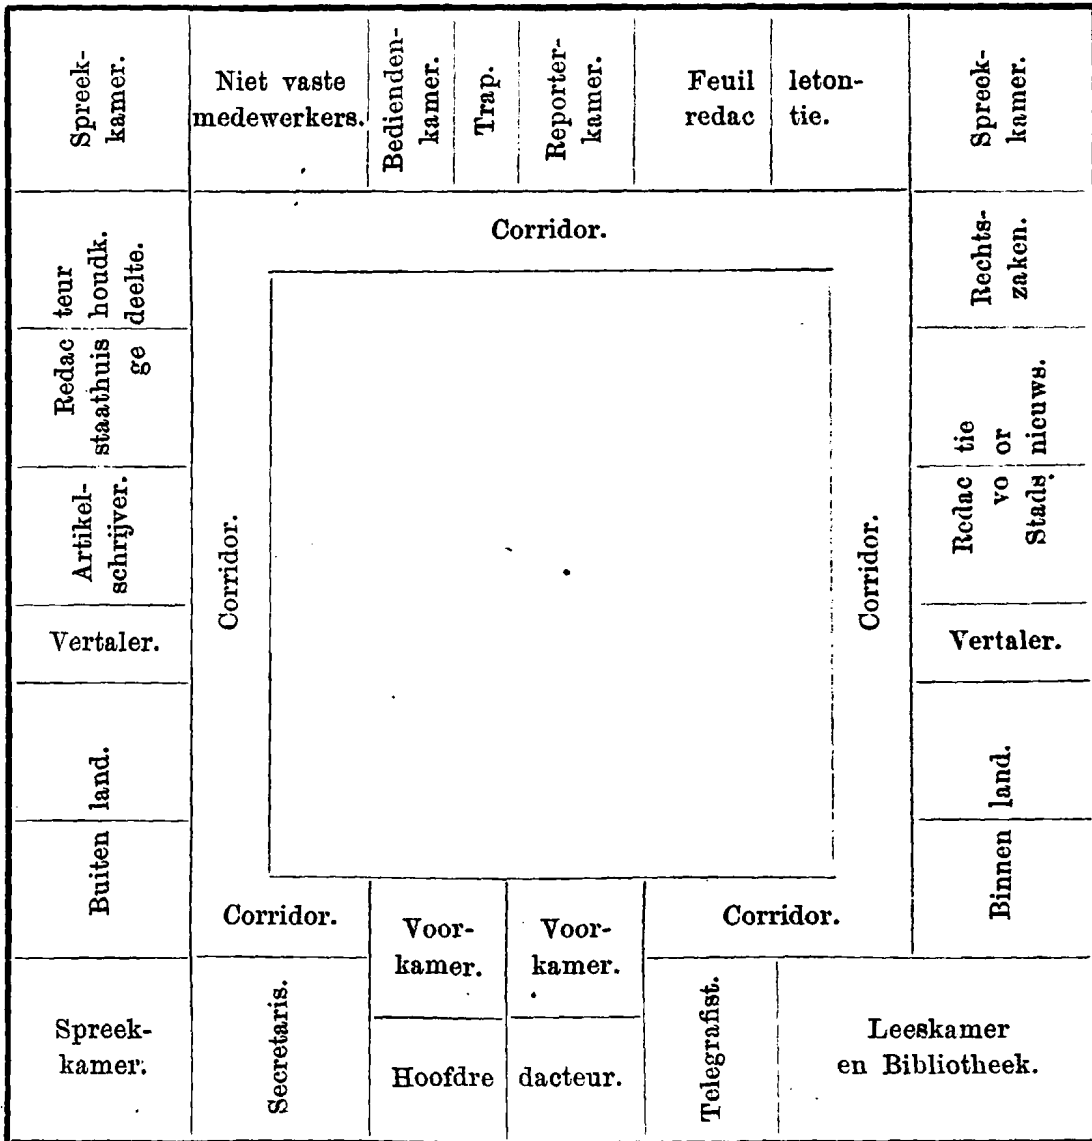 Spreek-
kamer.
Niet vaste
medewerkers.
Bedienden-
kamer.
Trap.
Reporter-
kamer.
Feuil leton-
redac tie.
Spreek-
kamer.
Corridor.
Redac teur
staathuis houdk.
ge deelte.
Rechts-
zaken.
Artikel-
schrijver.
Redac tie
vo or
Stads nieuws.
Corridor.
Corridor.
Vertaler.
Vertaler.
Buiten land.
Binnen land.
Corridor.
Voor-
kamer.
Voor-
kamer.
Corridor.
Spreek-
kamer.
Secretaris.
Hoofdre dacteur.
Telegrafist.
Leeskamer
en Bibliotheek.